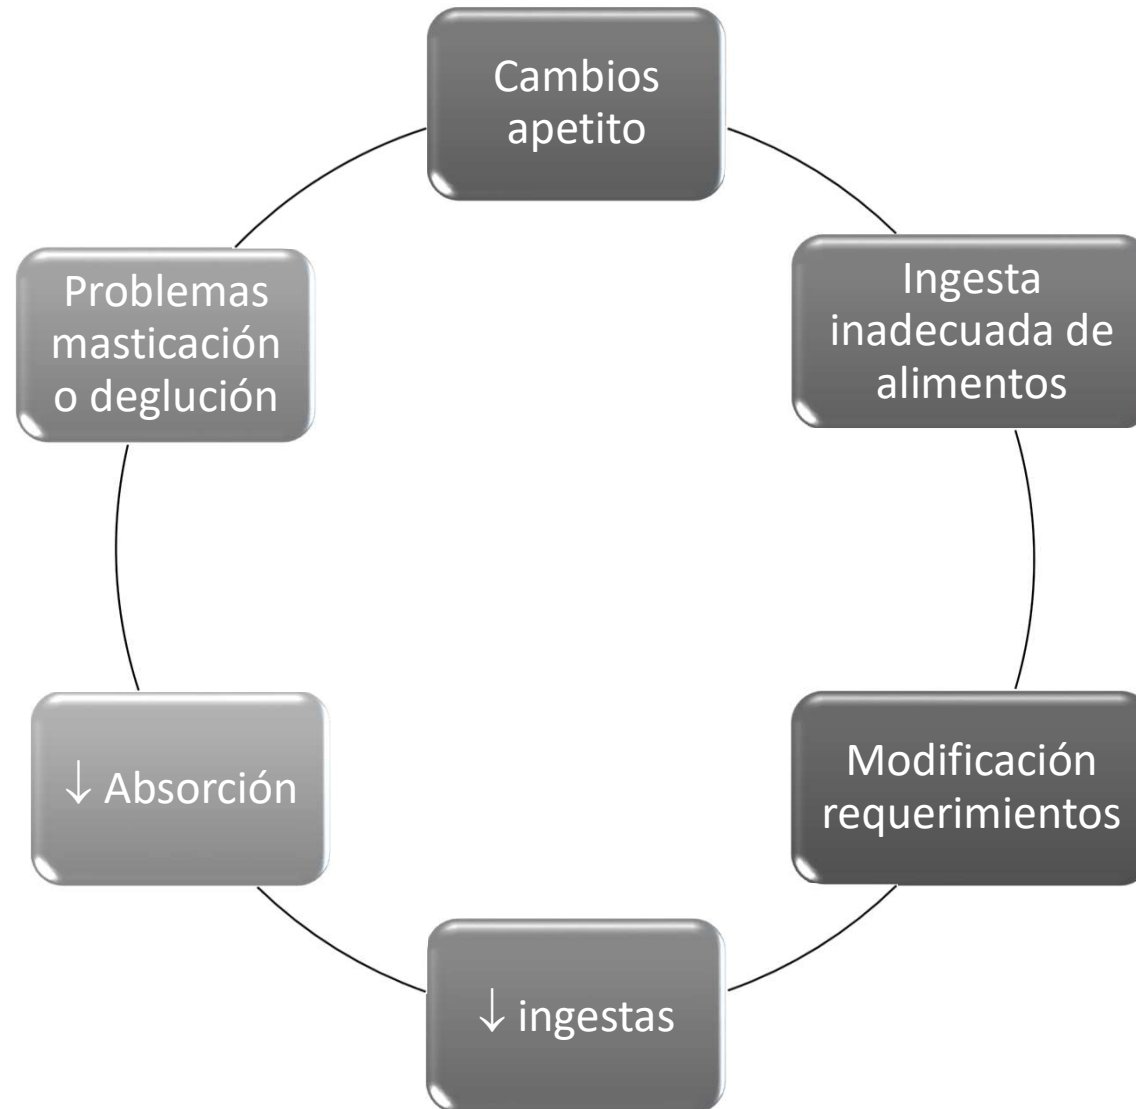 Cambios
apetito
Ingesta
inadecuada de
alimentos
Modificación
requerimientos
↓ ingestas
↓ Absorción
Problemas
masticación
o deglución